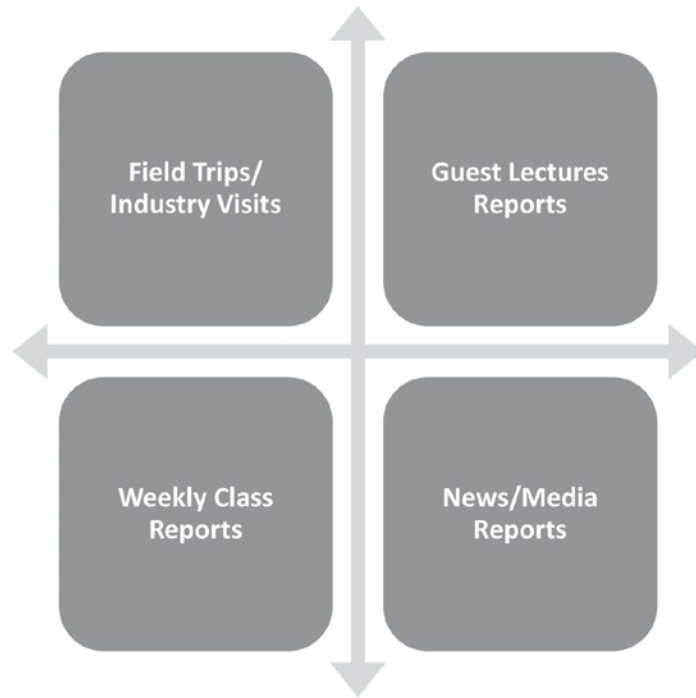 Field Trips/
Industry Visits
Guest Lectures
Reports
Weekly Class
Reports
News/Media
Reports